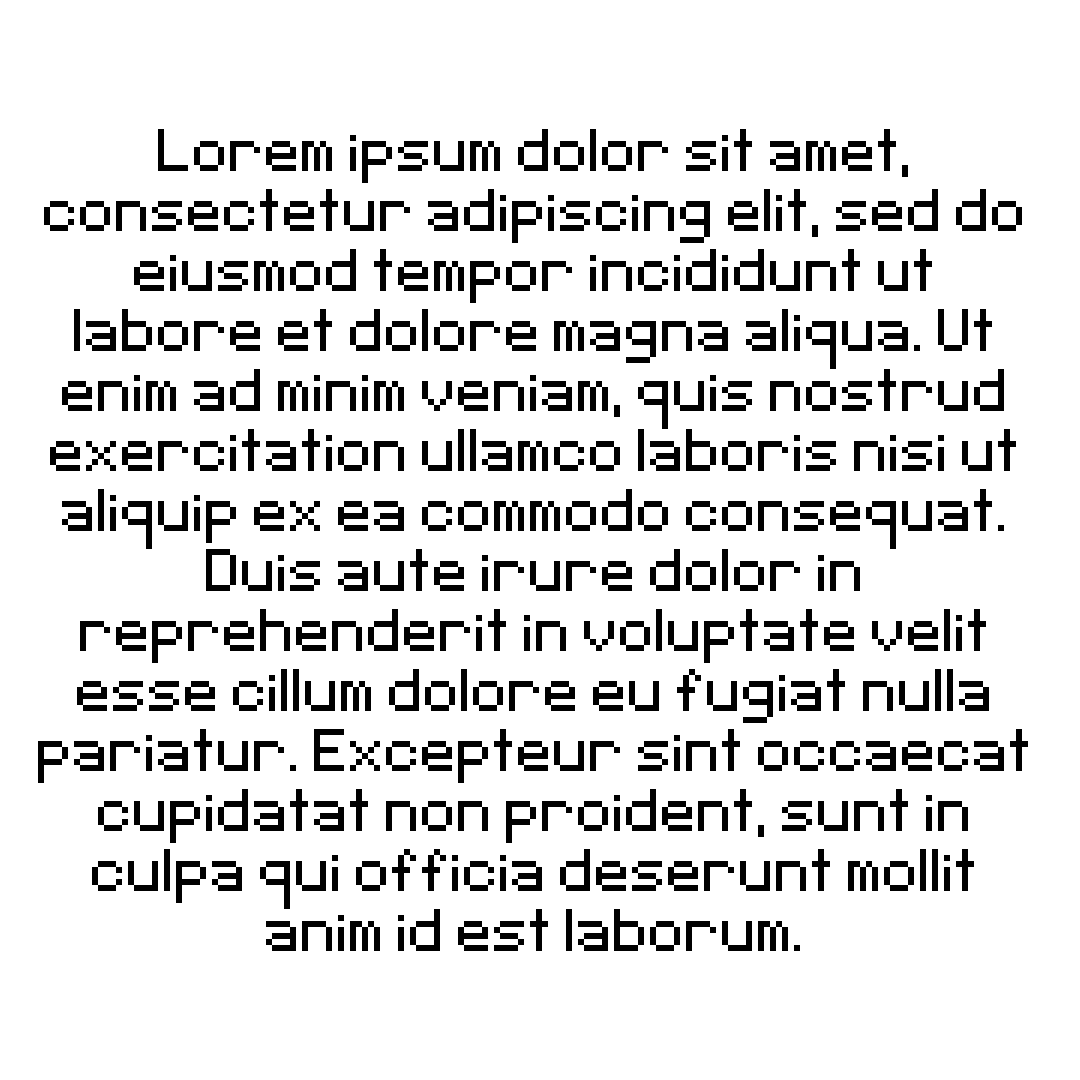 Lorem ipsum dolor sit amet,
consectetur adipiscing elit, sed do
eiusmod tempor incididunt ut
labore et dolore magna aliqua. Ut
enim ad minim veniam, quis nostrud
exercitation ullamco laboris nisi ut
aliquip ex ea commodo consequat.
Duis aute irure dolor in
reprehenderit in voluptate velit
esse cillum dolore eu fugiat nulla
pariatur. Excepteur sint occaecat
cupidatat non proident, sunt in
culpa qui officia deserunt mollit
anim id est laborum.